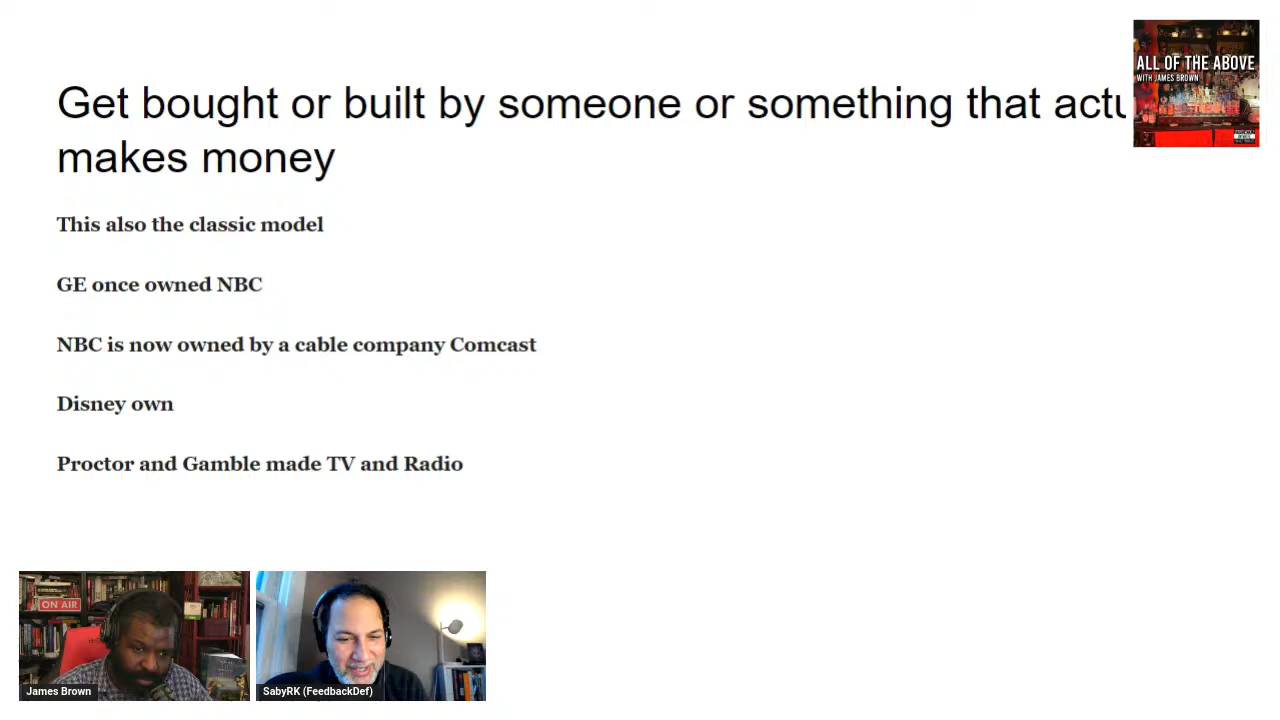 ALL OF THE ABOVE
WITH JAMES BROWN
Get bought or built by someone or something that actu
makes money
This also the classic model
GE once owned NBC
NBC is now owned by a cable company Comcast
Disney own
Proctor and Gamble made TV and Radio
ON AIR
James Brown
SabyRK (FeedbackDef)